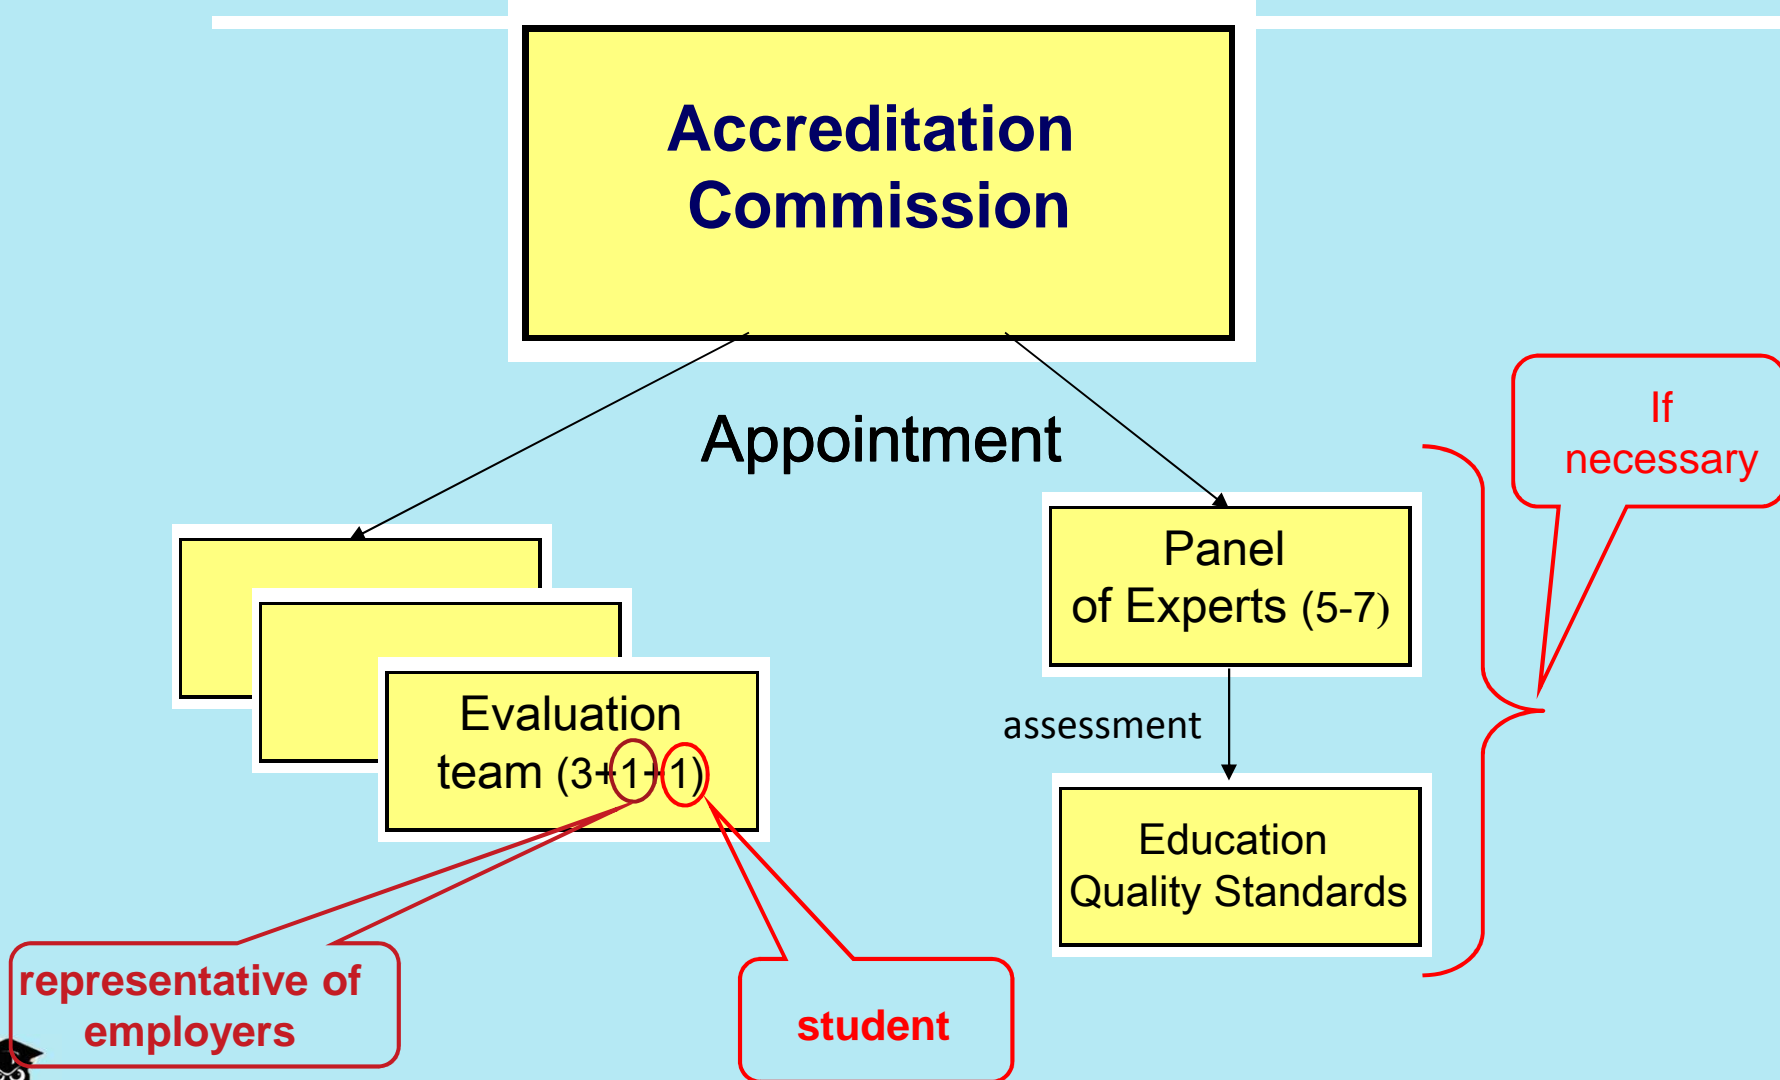 Accreditation
Commission
Appointment
If
necessary
Panel
of Experts (5-7)
assessment
Evaluation
team (3+1+1)
Education
Quality Standards
representative of
employers
student